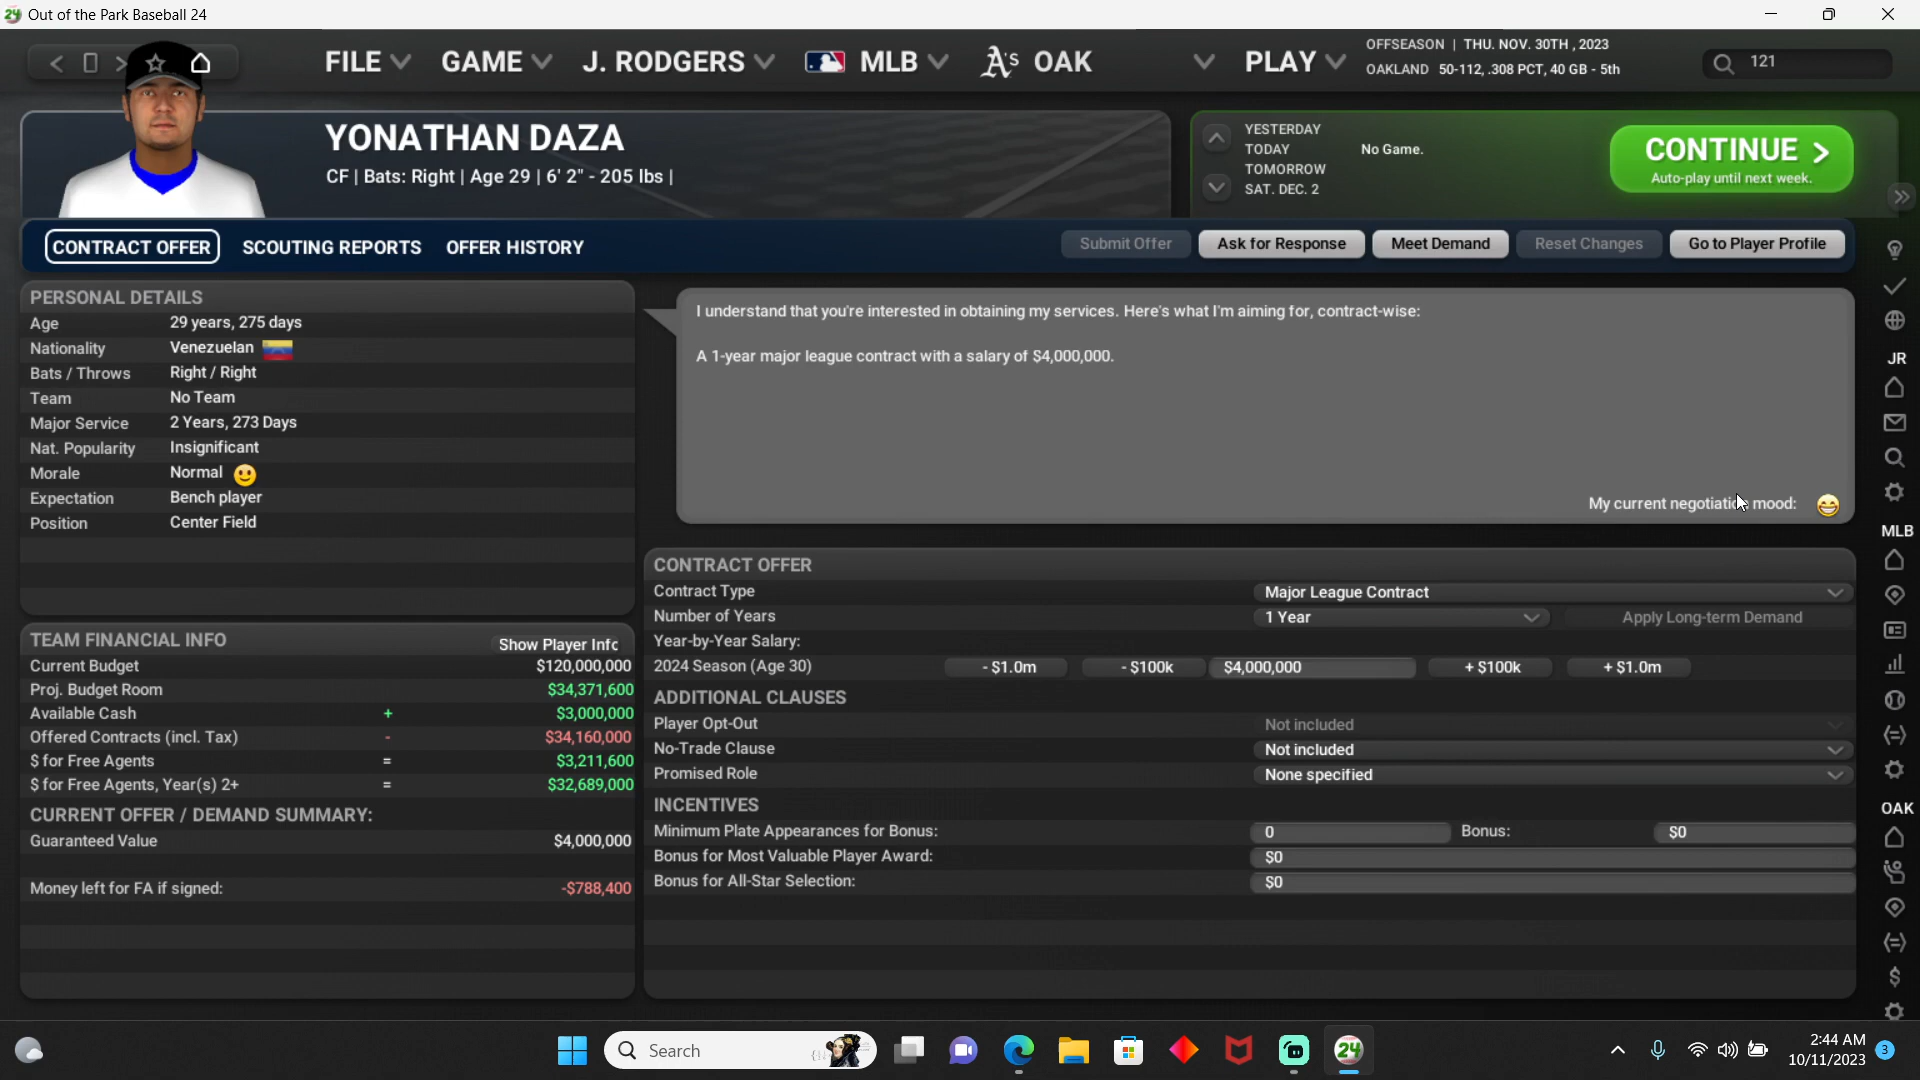 Out of the Park Baseball 24
FILE GAME J. RODGERS MLB A's OAK PLAY
OFFSEASON | THU. NOV. 30TH , 2023
OAKLAND 50-112, .308 PCT, 40 GB - 5th
121
YONATHAN DAZA
CF | Bats: Right | Age 29 | 6' 2" - 205 lbs |
YESTERDAY
TODAY
TOMORROW
SAT. DEC. 2
No Game.
CONTINUE >
Auto-play until next week.
CONTRACT OFFER SCOUTING REPORTS OFFER HISTORY
Submit Offer Ask for Response Meet Demand Reset Changes Go to Player Profile
PERSONAL DETAILS
Age 29 years, 275 days
Nationality Venezuelan
Bats / Throws Right / Right
Team No Team
Major Service 2 Years, 273 Days
Nat. Popularity Insignificant
Morale Normal
Expectation Bench player
Position Center Field
I understand that you're interested in obtaining my services. Here's what I'm aiming for, contract-wise:
A 1-year major league contract with a salary of $4,000,000.
My current negotiation mood:
TEAM FINANCIAL INFO Show Player Info
Current Budget $120,000,000
Proj. Budget Room $34,371,600
Available Cash + $3,000,000
Offered Contracts (incl. Tax) - $34,160,000
$ for Free Agents = $3,211,600
$ for Free Agents, Year(s) 2+ = $32,689,000
CURRENT OFFER / DEMAND SUMMARY:
Guaranteed Value $4,000,000
Money left for FA if signed: -$788,400
CONTRACT OFFER
Contract Type Major League Contract
Number of Years 1 Year Apply Long-term Demand
Year-by-Year Salary:
2024 Season (Age 30) - $1.0m - $100k $4,000,000 + $100k + $1.0m
ADDITIONAL CLAUSES
Player Opt-Out Not included
No-Trade Clause Not included
Promised Role None specified
INCENTIVES
Minimum Plate Appearances for Bonus: 0 Bonus: $0
Bonus for Most Valuable Player Award: $0
Bonus for All-Star Selection: $0
JR
MLB
OAK
Search
24
2:44 AM
10/11/2023
3